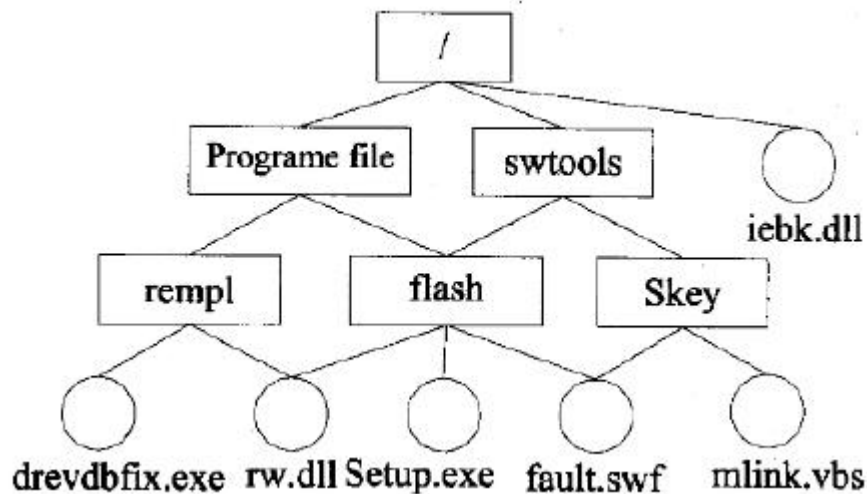 /
Programe file
swtools
iebk.dll
rempl
flash
Skey
drevdbfix.exe
rw.dll
Setup.exe
fault.swf
mlink.vbs